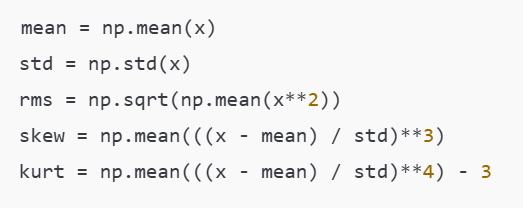 mean = np.mean(x)
std = np.std(x)
rms = np.sqrt(np.mean(x**2))
skew = np.mean(((x - mean) / std)**3)
kurt = np.mean(((x - mean) / std)**4) - 3